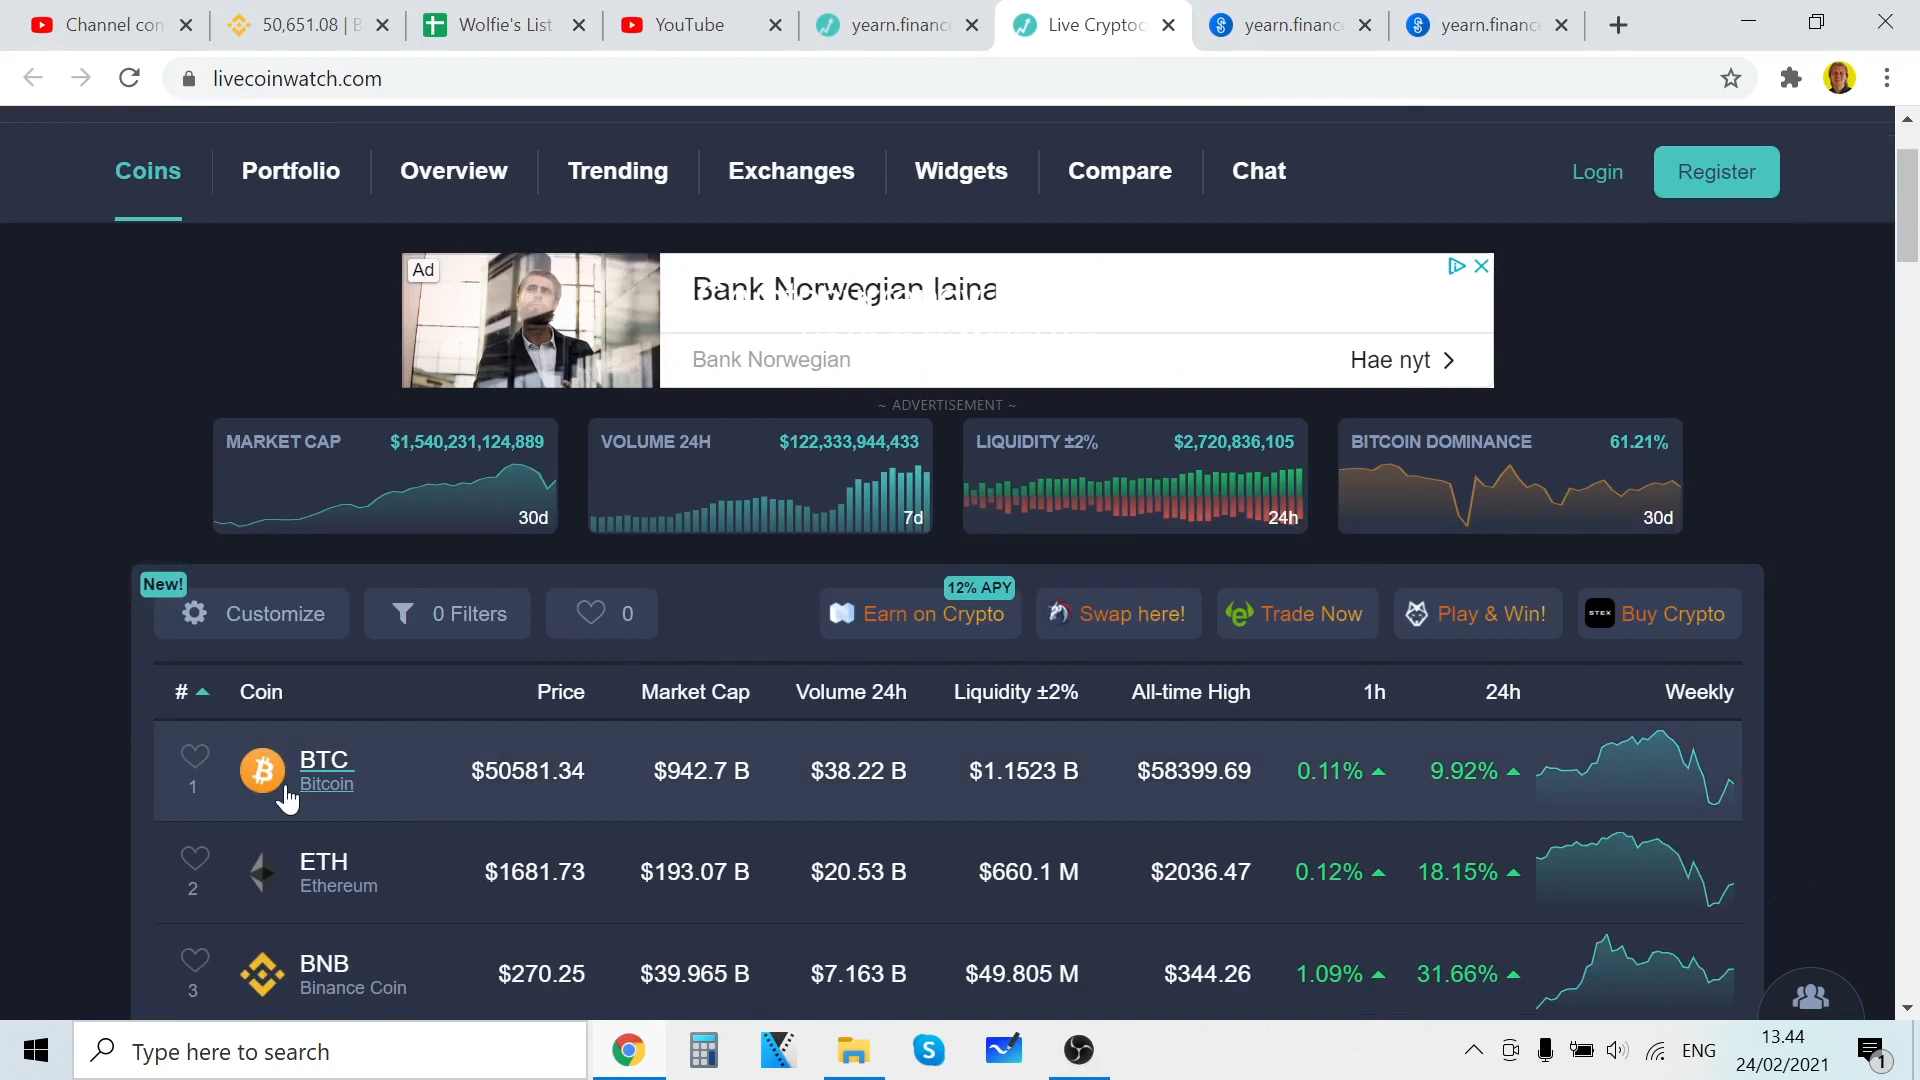 Channel con
50,651.08 | B
Wolfie's List
YouTube
yearn.finance
Live Cryptoc
yearn.finance
yearn.finance
livecoinwatch.com
Coins
Portfolio
Overview
Trending
Exchanges
Widgets
Compare
Chat
Login
Register
Ad
Bank Norwegian laina
Bank Norwegian
Hae nyt
~ ADVERTISEMENT ~
MARKET CAP $1,540,231,124,889
30d
VOLUME 24H $122,333,944,433
7d
LIQUIDITY ±2% $2,720,836,105
24h
BITCOIN DOMINANCE 61.21%
30d
New!
Customize
0 Filters
0
12% APY
Earn on Crypto
Swap here!
Trade Now
Play & Win!
STEX
Buy Crypto
# Coin Price Market Cap Volume 24h Liquidity ±2% All-time High 1h 24h Weekly
1 BTC $50581.34 $942.7 B $38.22 B $1.1523 B $58399.69 0.11% 9.92%
Bitcoin
2 ETH $1681.73 $193.07 B $20.53 B $660.1 M $2036.47 0.12% 18.15%
Ethereum
3 BNB $270.25 $39.965 B $7.163 B $49.805 M $344.26 1.09% 31.66%
Binance Coin
Type here to search
ENG
13.44
24/02/2021
1